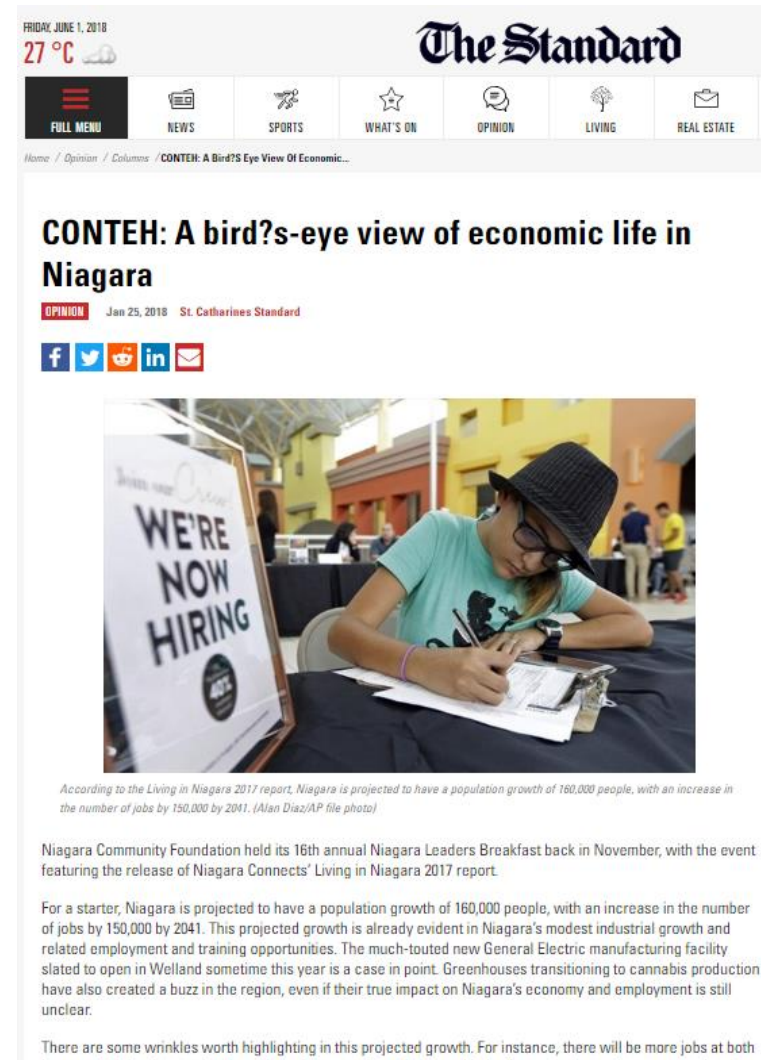 FRIDAY, JUNE 1, 2018
27 °C
The Standard
FULL MENU
NEWS
SPORTS
WHAT'S ON
OPINION
LIVING
REAL ESTATE
Home / Opinion / Columns / CONTEH: A Bird?S Eye View Of Economic...
CONTEH: A bird?s-eye view of economic life in
Niagara
OPINION Jan 25, 2018 St. Catharines Standard
Join our
WE'RE
NOW
HIRING
40%
According to the Living in Niagara 2017 report, Niagara is projected to have a population growth of 160,000 people, with an increase in
the number of jobs by 150,000 by 2041. (Alan Diaz/AP file photo)
Niagara Community Foundation held its 16th annual Niagara Leaders Breakfast back in November, with the event
featuring the release of Niagara Connects' Living in Niagara 2017 report.
For a starter, Niagara is projected to have a population growth of 160,000 people, with an increase in the number
of jobs by 150,000 by 2041. This projected growth is already evident in Niagara's modest industrial growth and
related employment and training opportunities. The much-touted new General Electric manufacturing facility
slated to open in Welland sometime this year is a case in point. Greenhouses transitioning to cannabis production
have also created a buzz in the region, even if their true impact on Niagara's economy and employment is still
unclear.
There are some wrinkles worth highlighting in this projected growth. For instance, there will be more jobs at both